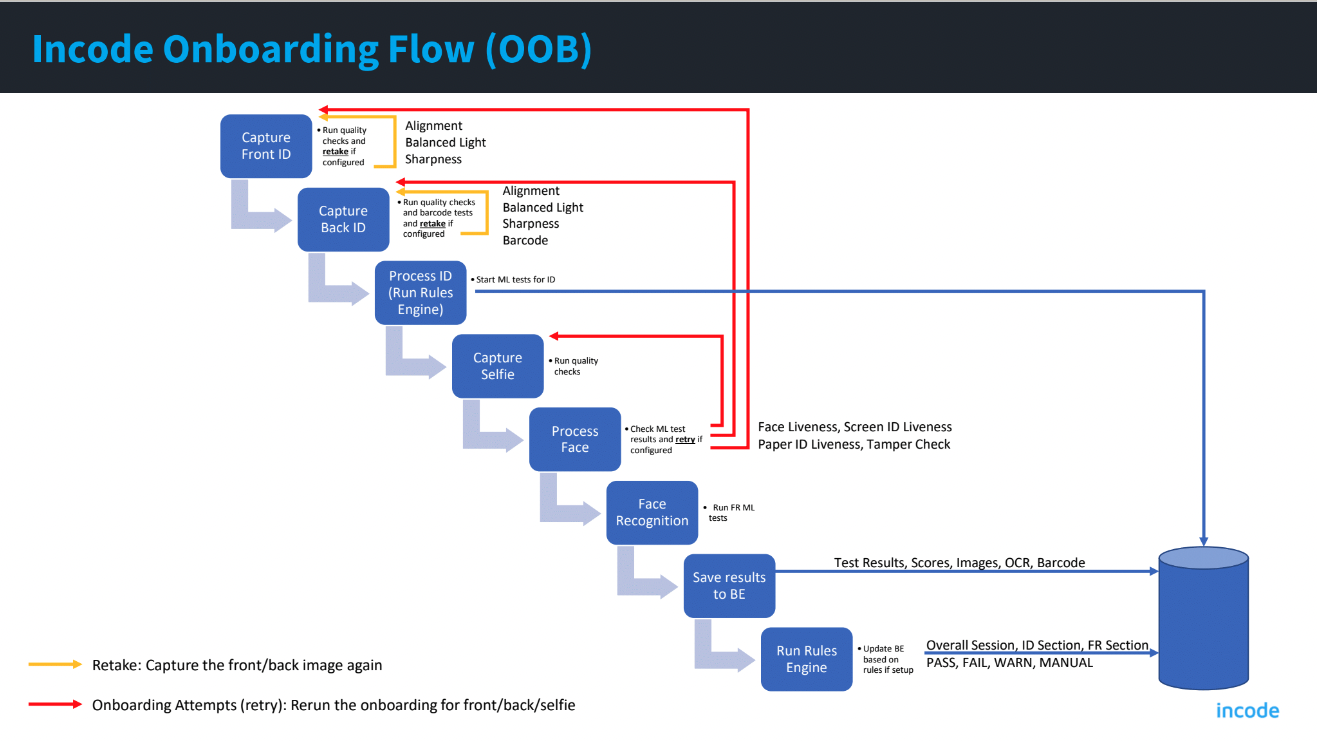 Incode Onboarding Flow (OOB)
Capture
Front ID
• Run quality
checks and
retake if
configured
Alignment
Balanced Light
Sharpness
Capture
Back ID
• Run quality checks
and barcode tests
and retake if
configured
Alignment
Balanced Light
Sharpness
Barcode
Process ID
(Run Rules
Engine)
• Start ML tests for ID
Capture
Selfie
• Run quality
checks
Process
Face
• Check ML test
results and retry if
configured
Face Liveness, Screen ID Liveness
Paper ID Liveness, Tamper Check
Face
Recognition
• Run FR ML
tests
Save results
to BE
Test Results, Scores, Images, OCR, Barcode
Run Rules
Engine
• Update BE
based on
rules if setup
Overall Session, ID Section, FR Section
PASS, FAIL, WARN, MANUAL
Retake: Capture the front/back image again
Onboarding Attempts (retry): Rerun the onboarding for front/back/selfie
incode